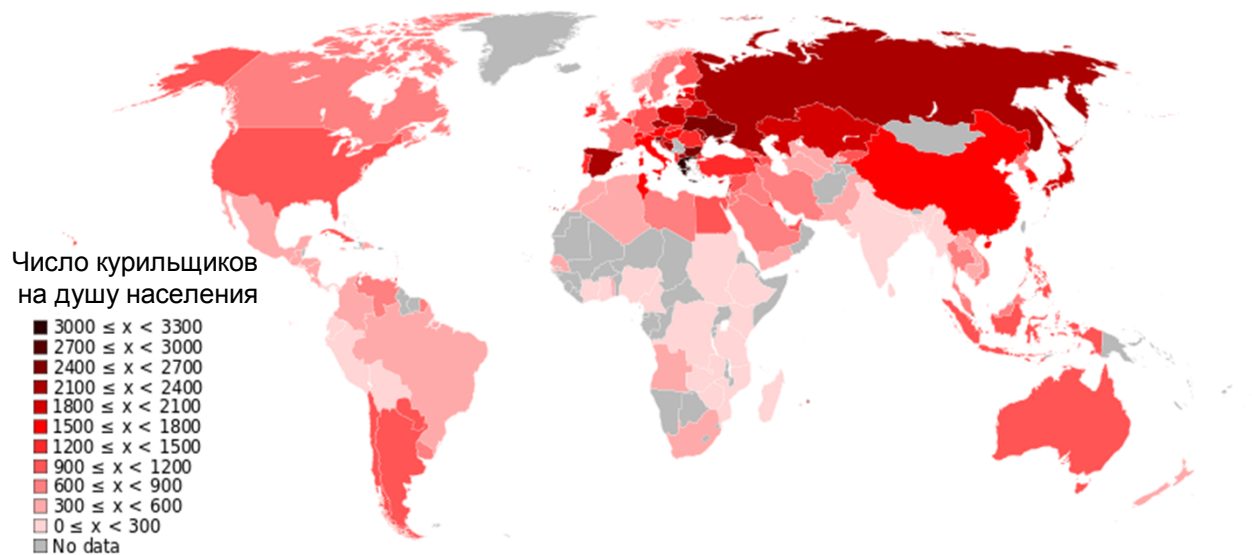 Число курильщиков
на душу населения
3000 ≤ x < 3300
2700 ≤ x < 3000
2400 ≤ x < 2700
2100 ≤ x < 2400
1800 ≤ x < 2100
1500 ≤ x < 1800
1200 ≤ x < 1500
900 ≤ x < 1200
600 ≤ x < 900
300 ≤ x < 600
0 ≤ x < 300
No data